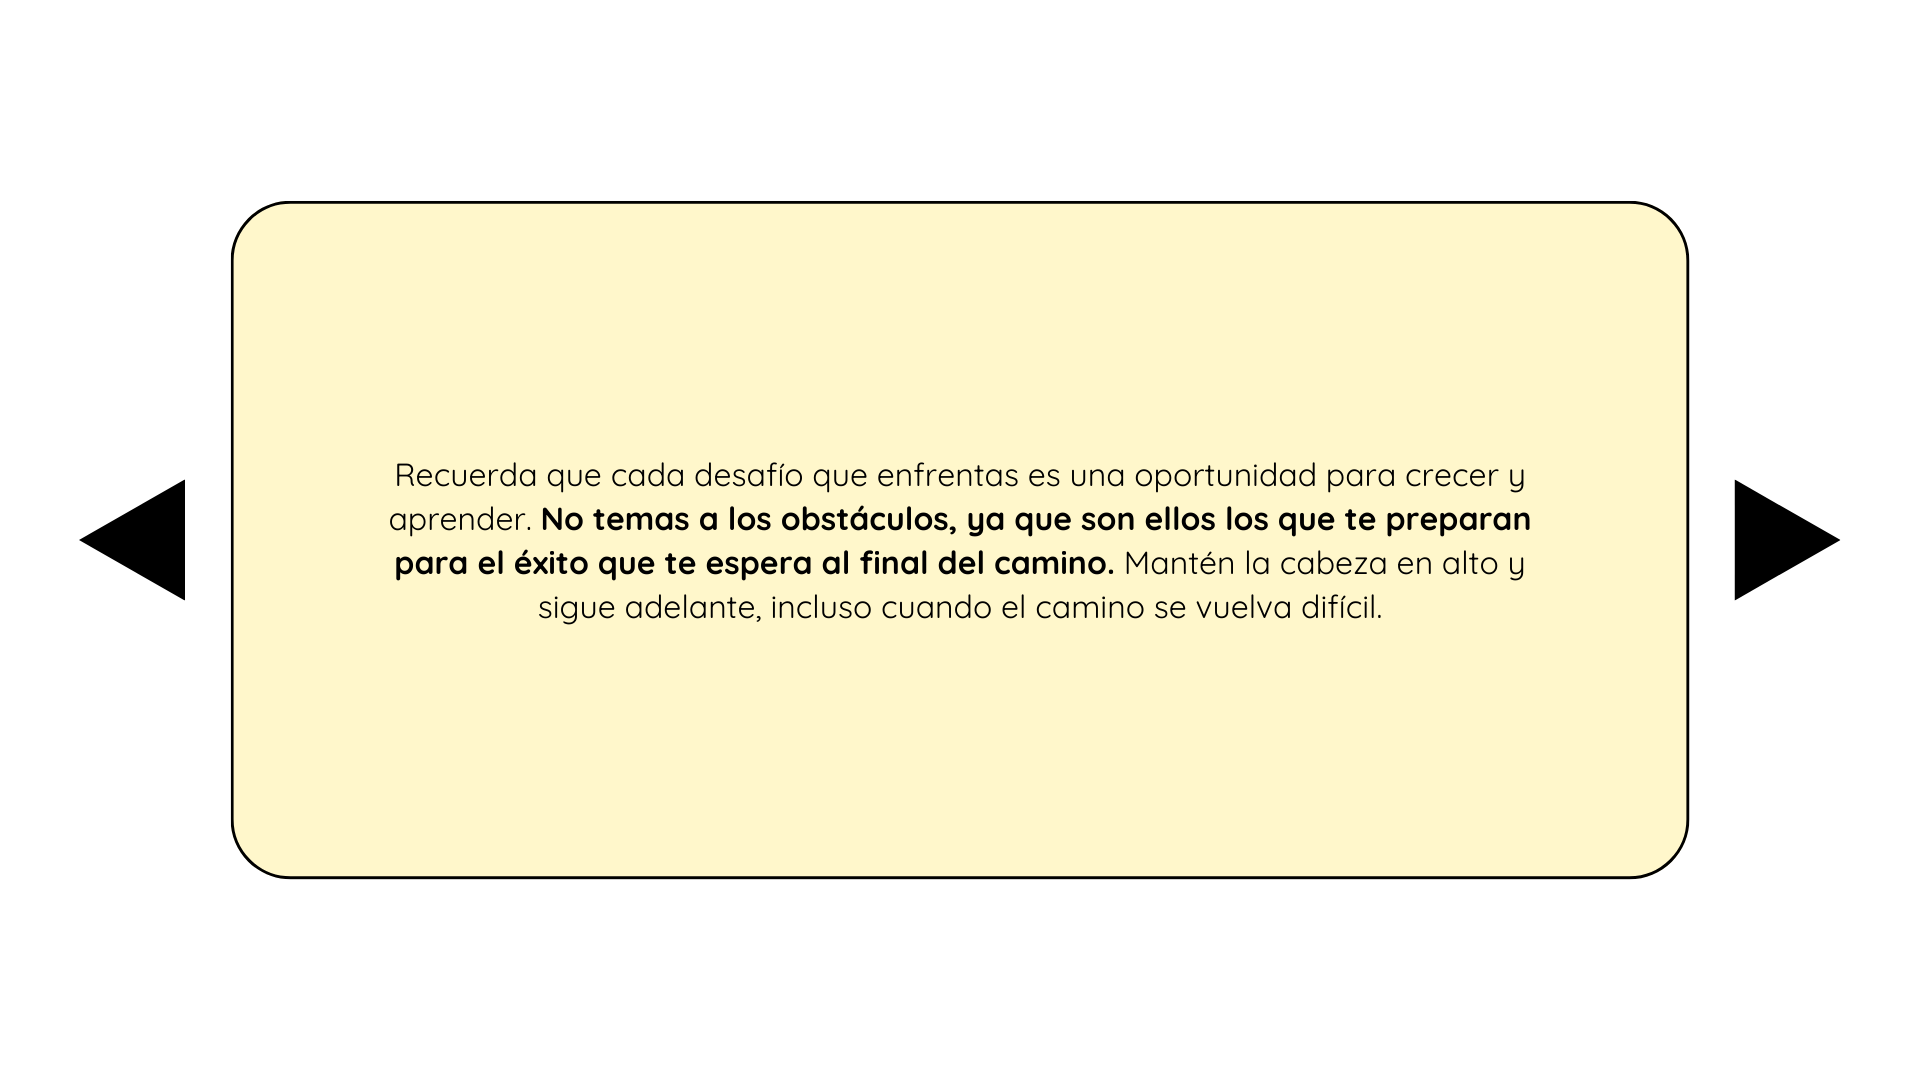 Recuerda que cada desafío que enfrentas es una oportunidad para crecer y
aprender. No temas a los obstáculos, ya que son ellos los que te preparan
para el éxito que te espera al final del camino. Mantén la cabeza en alto y
sigue adelante, incluso cuando el camino se vuelva difícil.